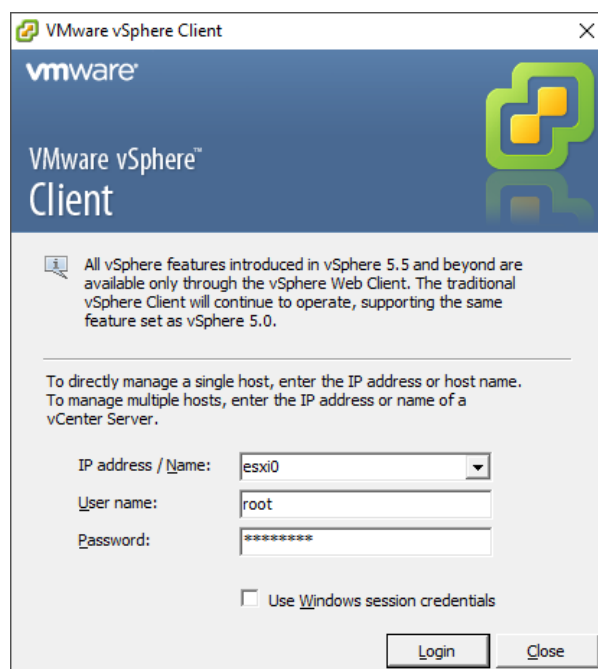 VMware vSphere Client
vmware®
VMware vSphere™
Client
All vSphere features introduced in vSphere 5.5 and beyond are
available only through the vSphere Web Client. The traditional
vSphere Client will continue to operate, supporting the same
feature set as vSphere 5.0.
To directly manage a single host, enter the IP address or host name.
To manage multiple hosts, enter the IP address or name of a
vCenter Server.
IP address / Name: esxi0
User name: root
Password: ********
Use Windows session credentials
Login Close